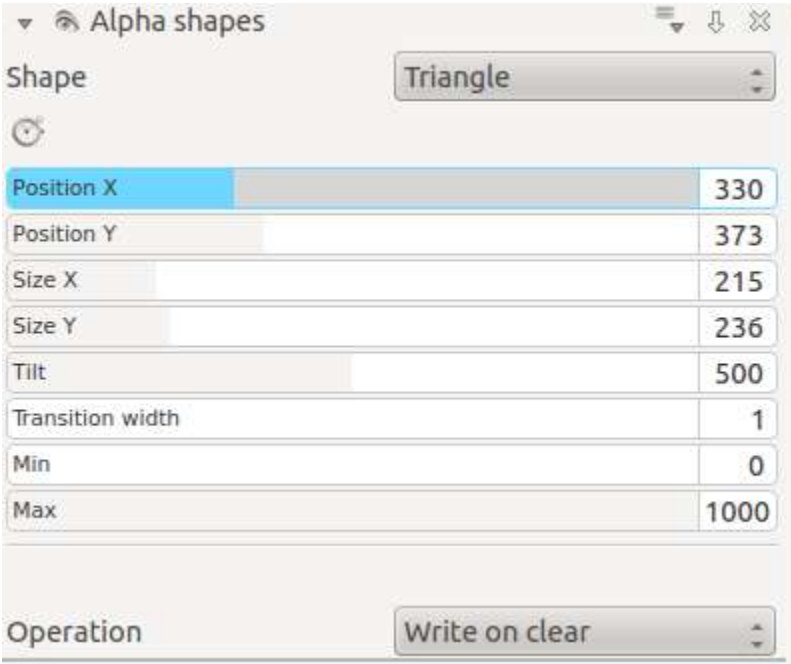 Alpha shapes
Shape Triangle
Position X 330
Position Y 373
Size X 215
Size Y 236
Tilt 500
Transition width 1
Min 0
Max 1000
Operation Write on clear